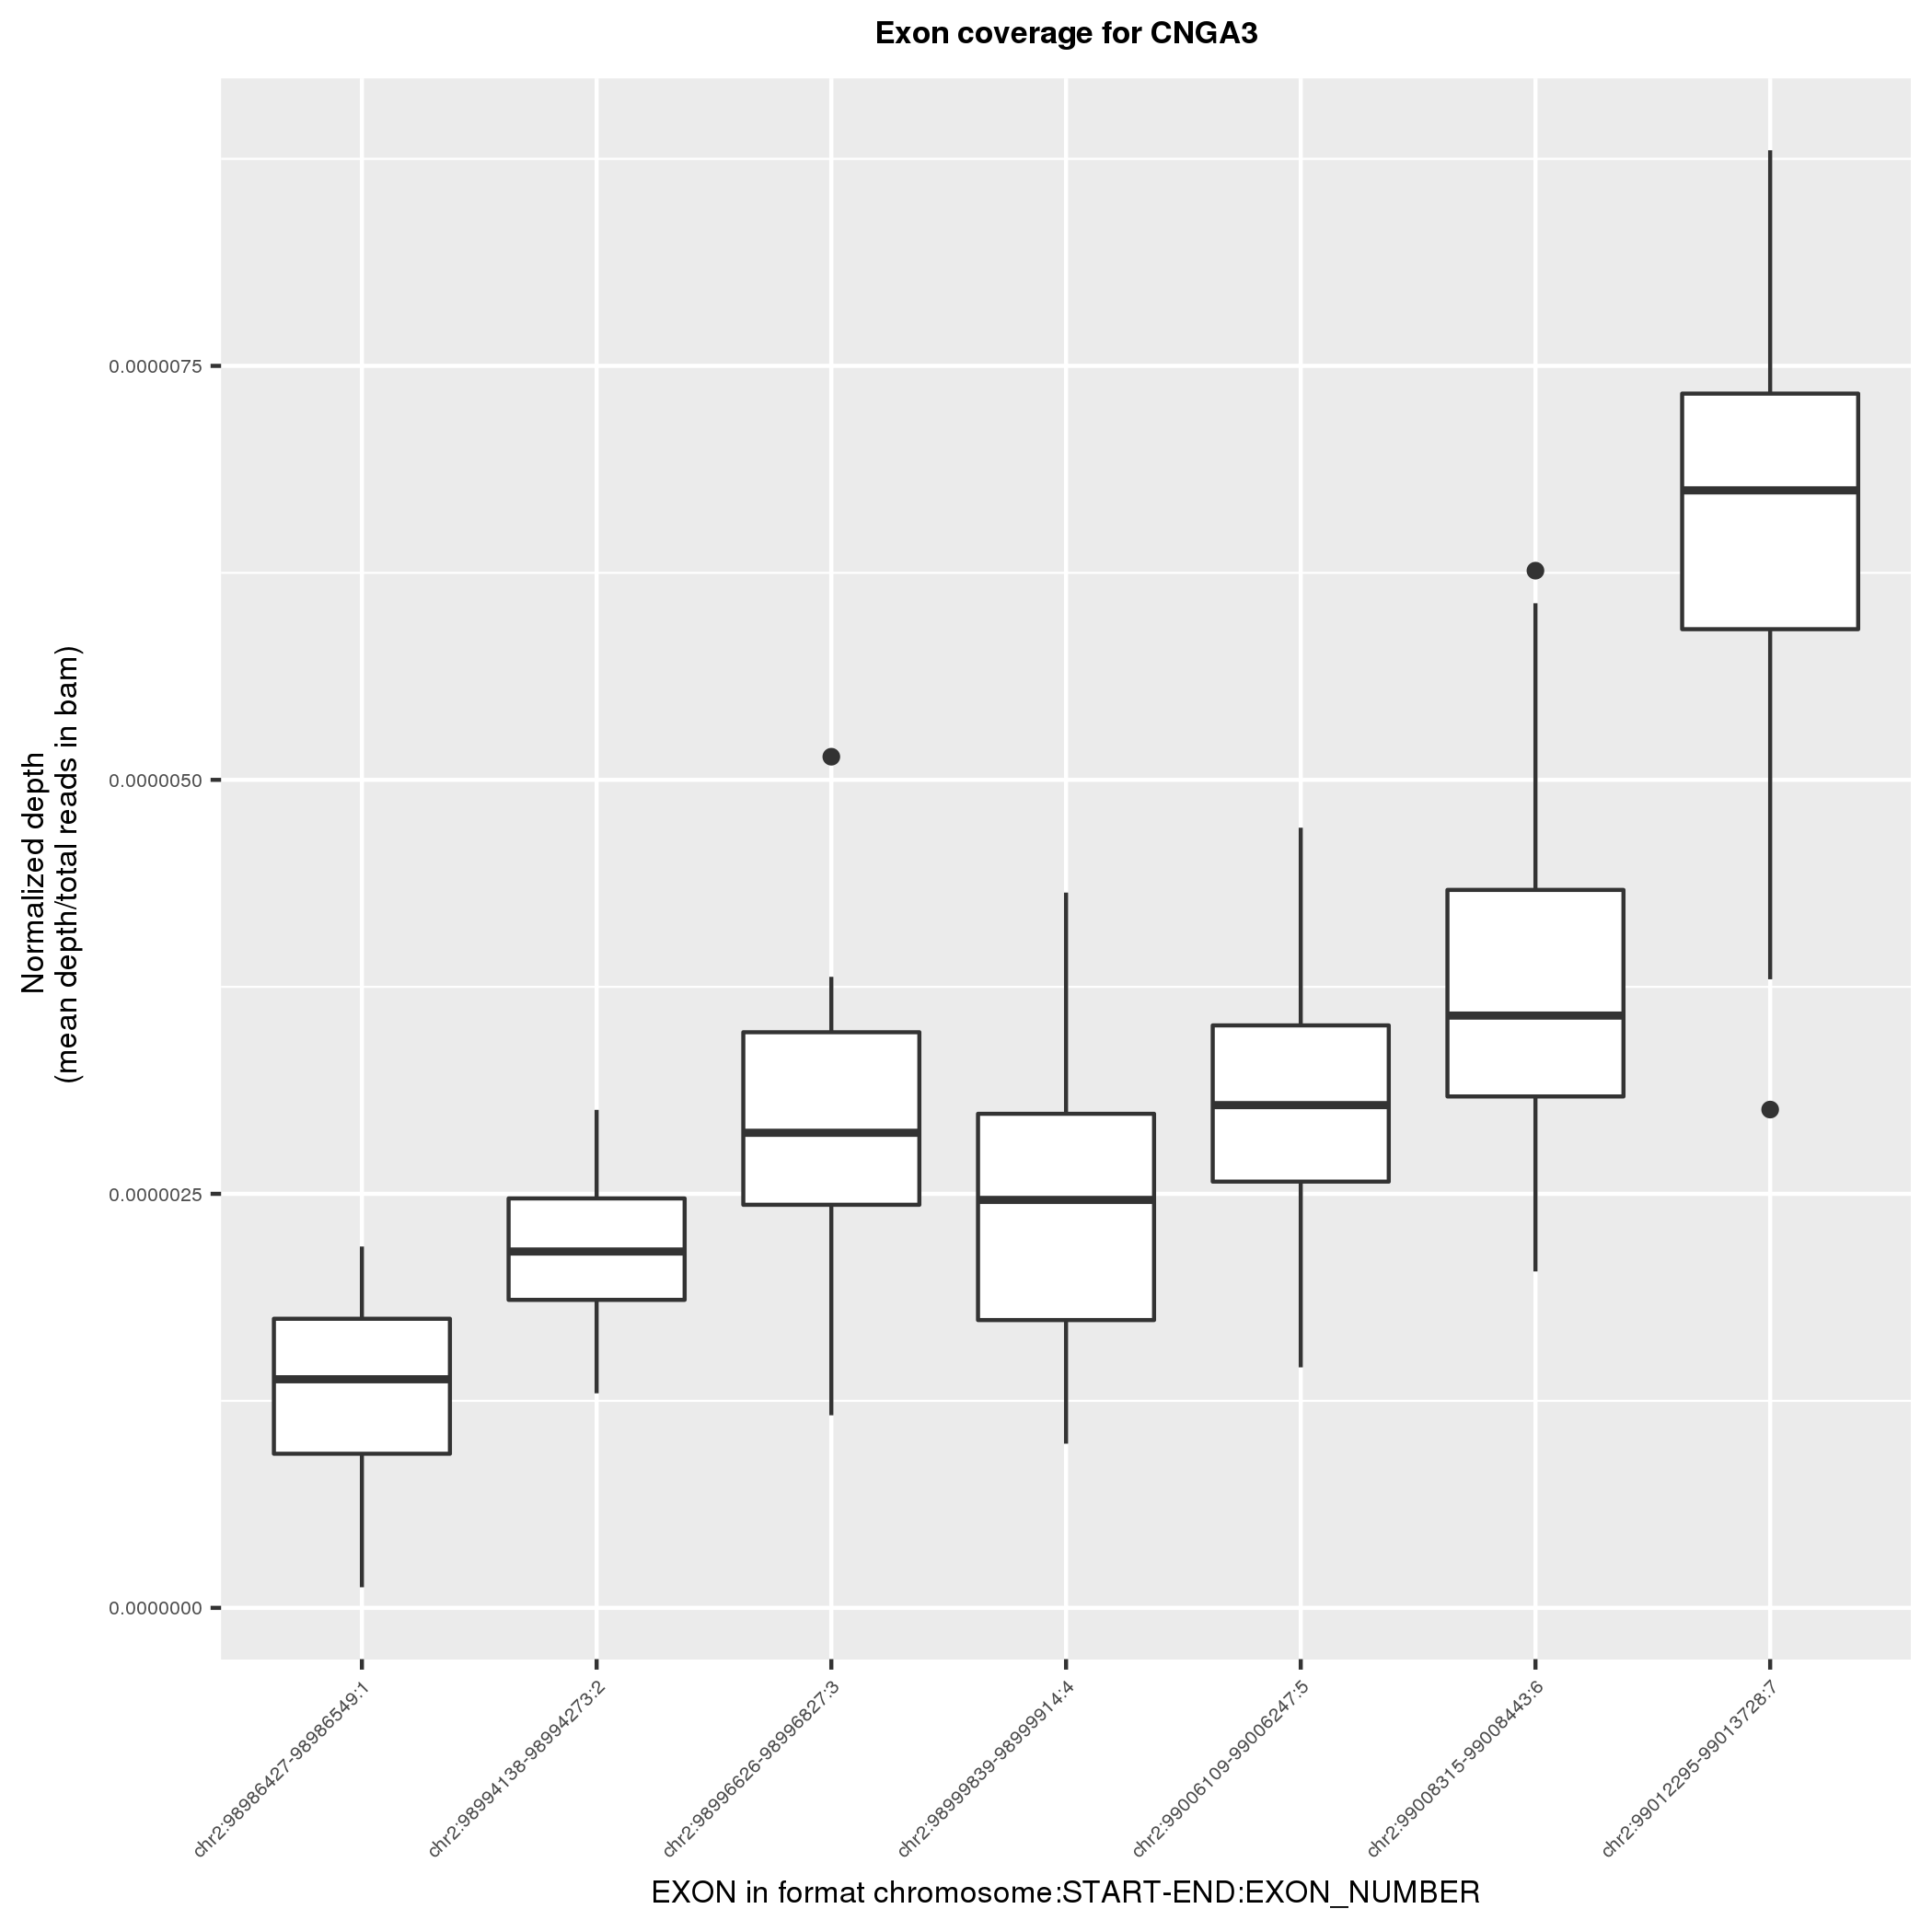 Exon coverage for CNGA3
Normalized depth
(mean depth/total reads in bam)
0.0000075
0.0000050
0.0000025
0.0000000
chr2:98986427-98986549:1
chr2:98994138-98994273:2
chr2:98996626-98996827:3
chr2:98999839-98999914:4
chr2:99006109-99006247:5
chr2:99008315-99008443:6
chr2:99012295-99013728:7
EXON in format chromosome:START-END:EXON_NUMBER